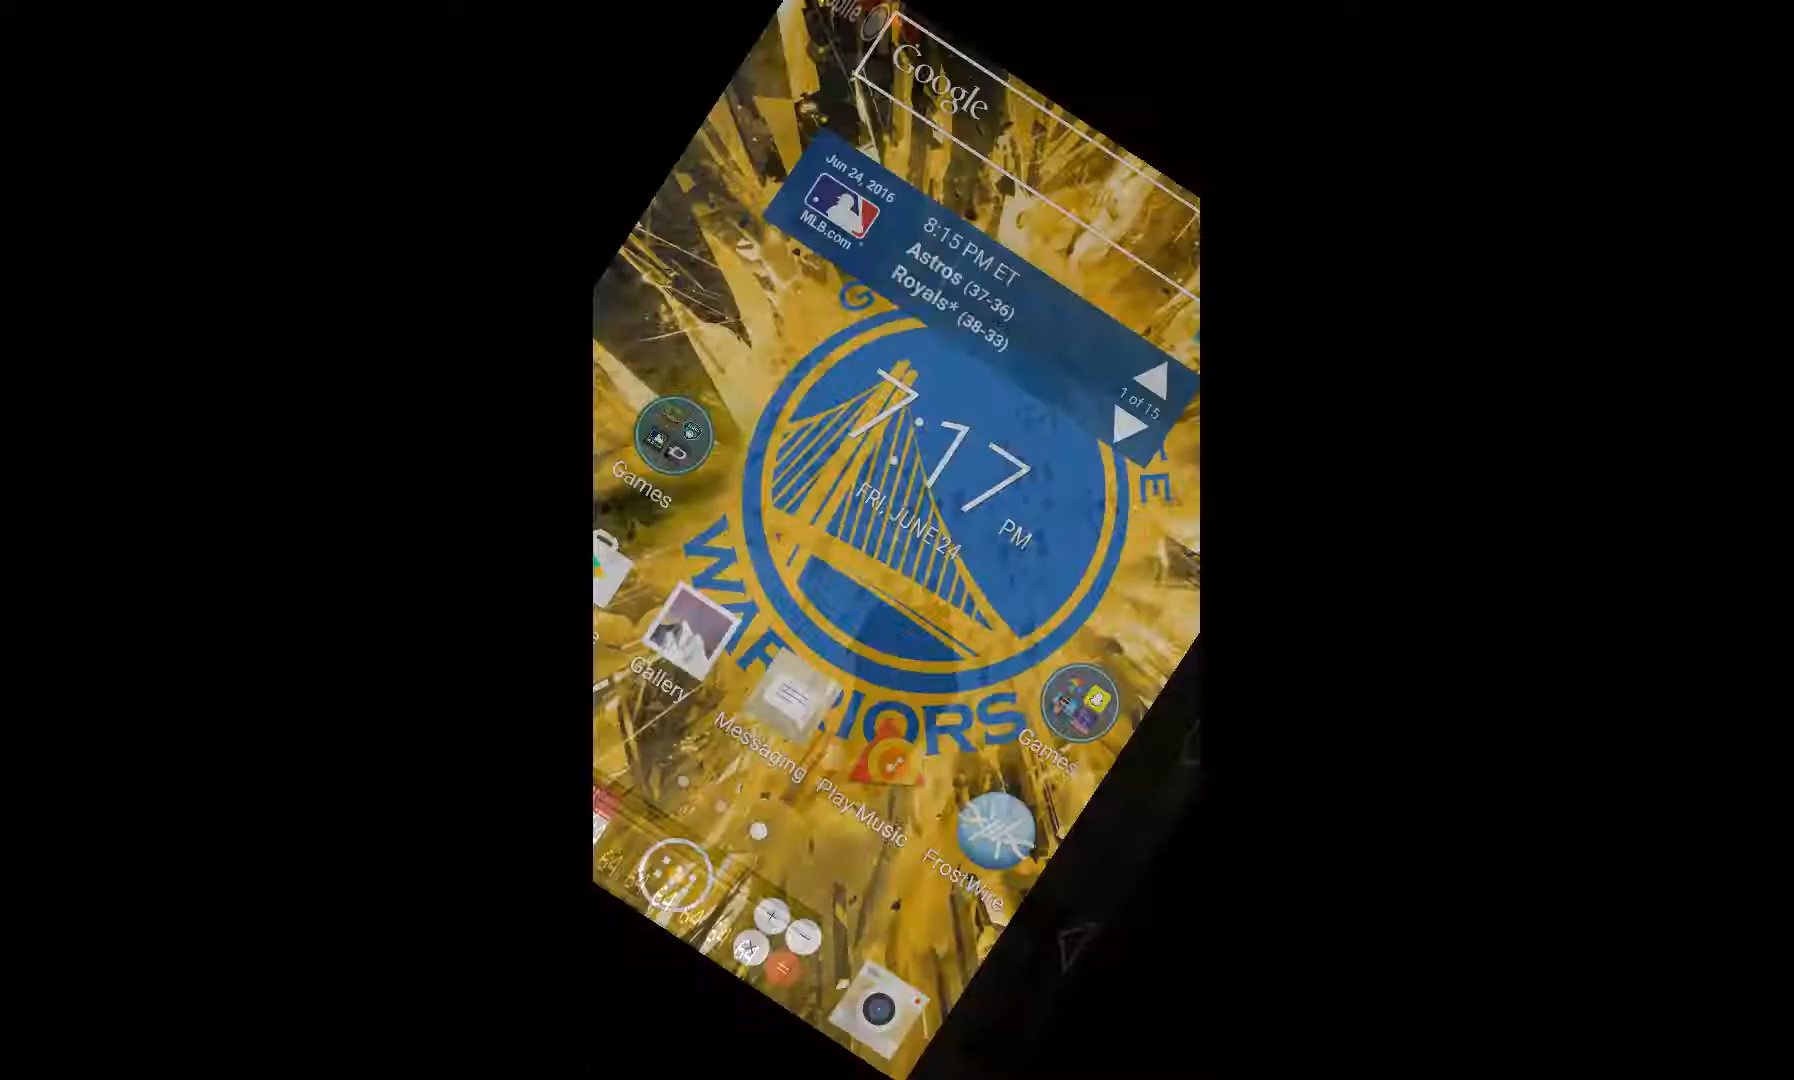 Google
Jun 24, 2016
MLB.com
8:15 PM ET
Astros (37-36)
Royals* (38-33)
1 of 15
7:17
PM
FRI, JUNE 24
WARRIORS
Games
Gallery
Messaging
Play Music
FrostWire
Games